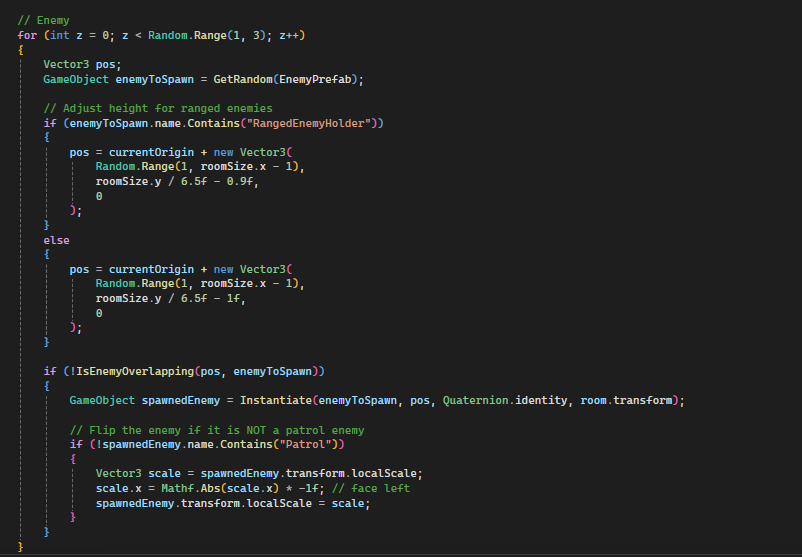 // Enemy
for (int z = 0; z < Random.Range(1, 3); z++)
{
Vector3 pos;
GameObject enemyToSpawn = GetRandom(EnemyPrefab);
// Adjust height for ranged enemies
if (enemyToSpawn.name.Contains("RangedEnemyHolder"))
{
pos = currentOrigin + new Vector3(
Random.Range(1, roomSize.x - 1),
roomSize.y / 6.5f - 0.9f,
0
);
}
else
{
pos = currentOrigin + new Vector3(
Random.Range(1, roomSize.x - 1),
roomSize.y / 6.5f - 1f,
0
);
}
if (!IsEnemyOverlapping(pos, enemyToSpawn))
{
GameObject spawnedEnemy = Instantiate(enemyToSpawn, pos, Quaternion.identity, room.transform);
// Flip the enemy if it is NOT a patrol enemy
if (!spawnedEnemy.name.Contains("Patrol"))
{
Vector3 scale = spawnedEnemy.transform.localScale;
scale.x = Mathf.Abs(scale.x) * -1f; // face left
spawnedEnemy.transform.localScale = scale;
}
}
}